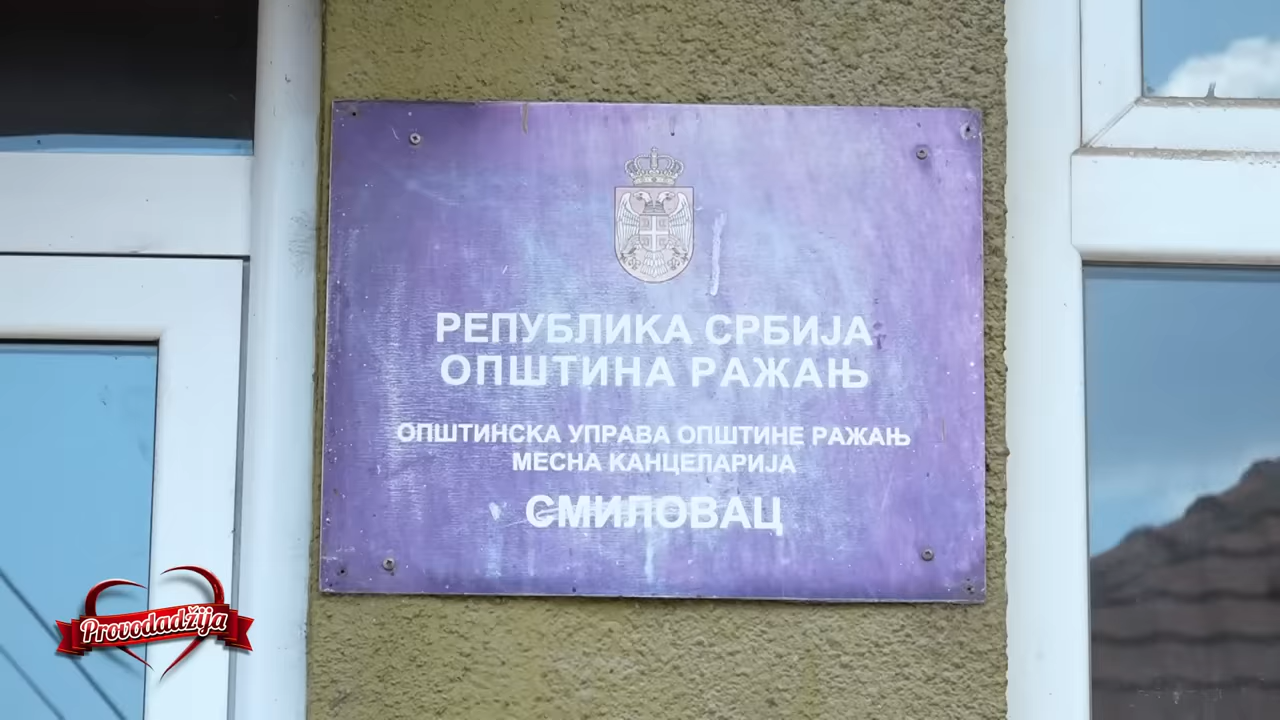 РЕПУБЛИКА СРБИЈА
ОПШТИНА РАЖАЊ
ОПШТИНСКА УПРАВА ОПШТИНЕ РАЖАЊ
МЕСНА КАНЦЕЛАРИЈА
СМИЛОВАЦ
Provodadžija